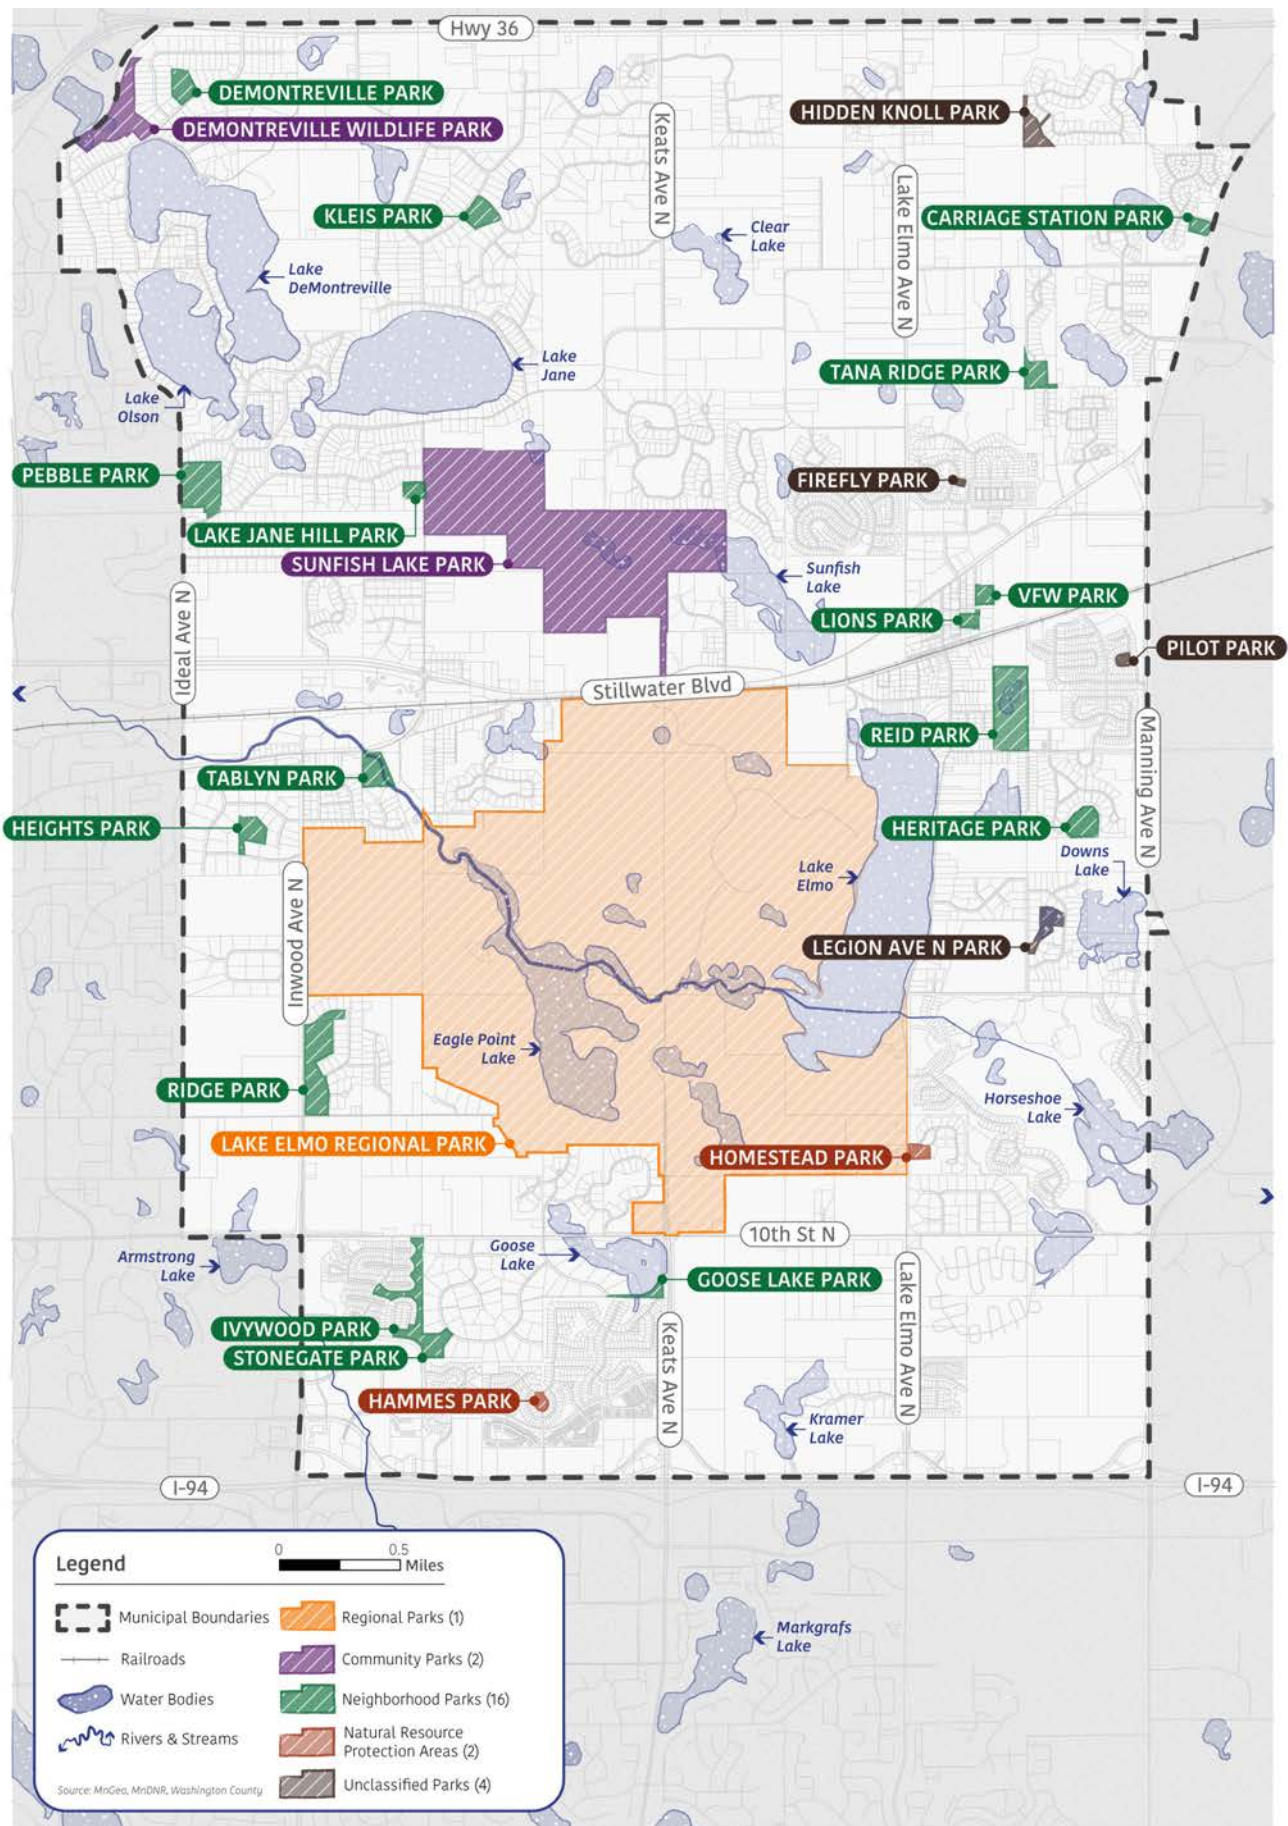 Hwy 36
DEMONTREVILLE PARK
HIDDEN KNOLL PARK
DEMONTREVILLE WILDLIFE PARK
Keats Ave N
KLEIS PARK
Lake Elmo Ave N
CARRIAGE STATION PARK
Clear
Lake
Lake
DeMontreville
Lake
Jane
TANA RIDGE PARK
Lake
Olson
PEBBLE PARK
FIREFLY PARK
LAKE JANE HILL PARK
SUNFISH LAKE PARK
Sunfish
Lake
VFW PARK
LIONS PARK
Ideal Ave N
PILOT PARK
Stillwater Blvd
REID PARK
Manning Ave N
TABLYN PARK
HEIGHTS PARK
HERITAGE PARK
Downs
Lake
Lake
Elmo
Inwood Ave N
LEGION AVE N PARK
Eagle Point
Lake
RIDGE PARK
Horseshoe
Lake
LAKE ELMO REGIONAL PARK
HOMESTEAD PARK
10th St N
Armstrong
Lake
Goose
Lake
GOOSE LAKE PARK
Lake Elmo Ave N
IVYWOOD PARK
STONEGATE PARK
Keats Ave N
HAMMES PARK
Kramer
Lake
I-94
I-94
Legend
0
0.5
Miles
Municipal Boundaries
Regional Parks (1)
Railroads
Community Parks (2)
Water Bodies
Neighborhood Parks (16)
Rivers & Streams
Natural Resource
Protection Areas (2)
Source: MnGeo, MnDNR, Washington County
Unclassified Parks (4)
Markgrafs
Lake